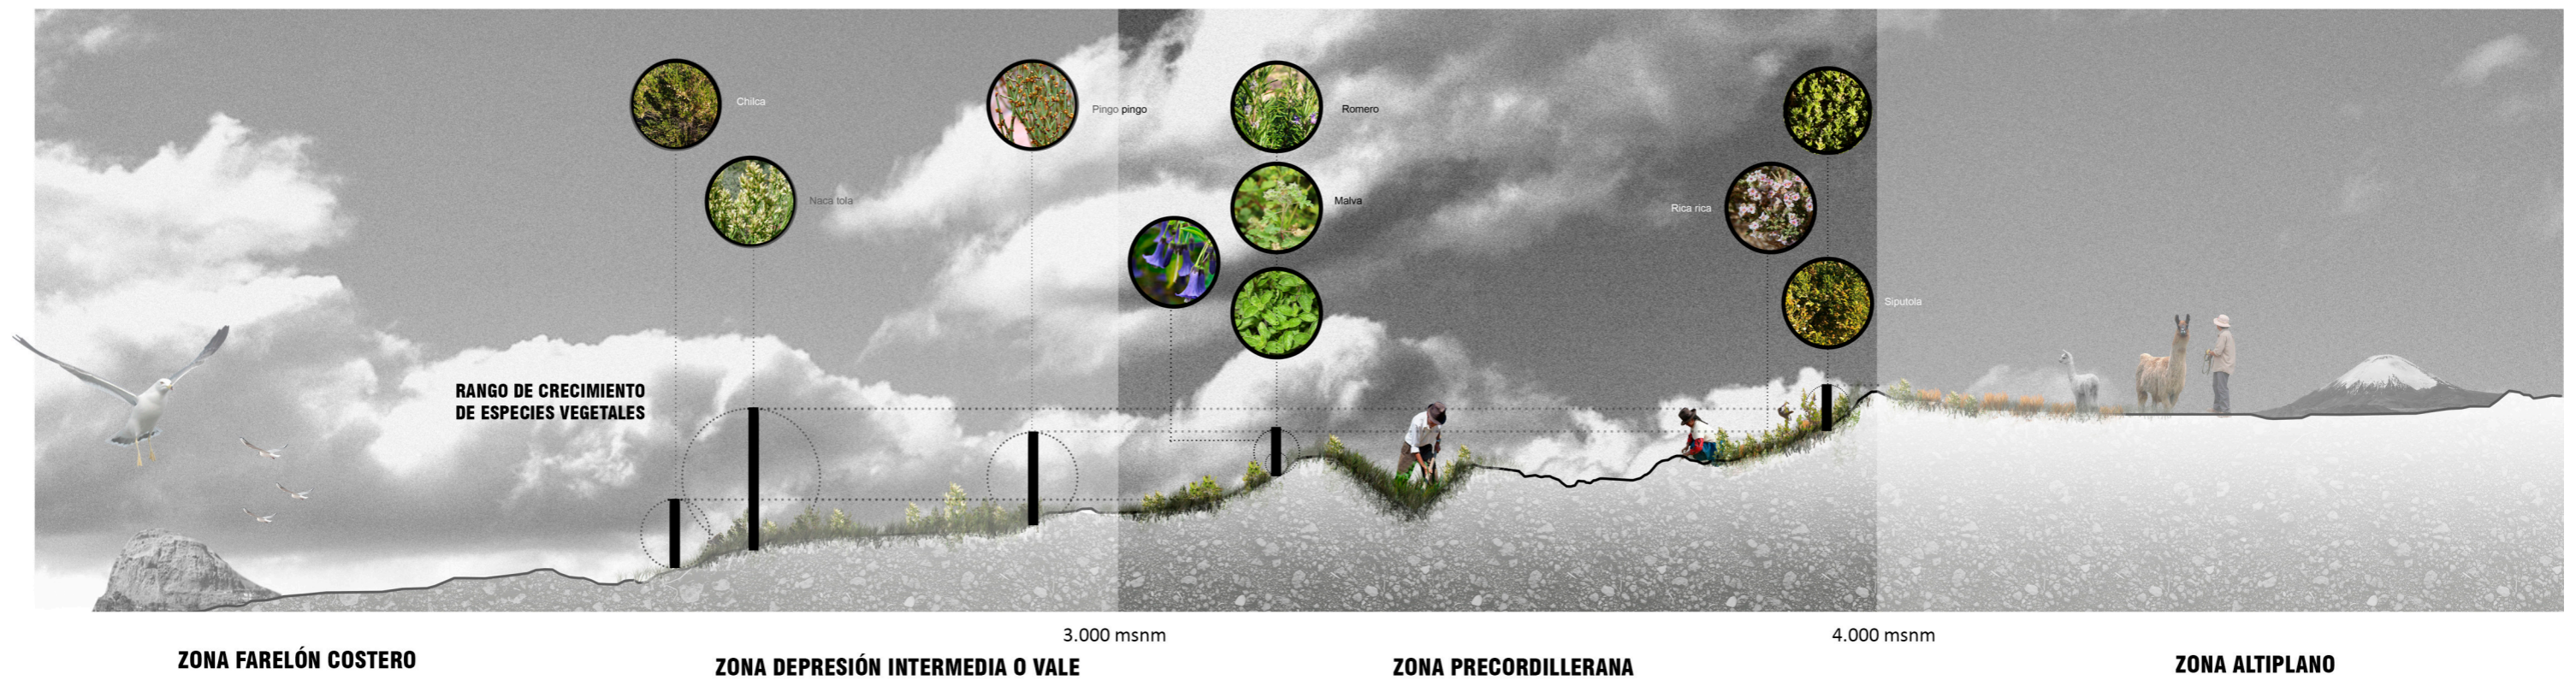 Chilca
Pingo pingo
Romero
Naca tola
Malva
Rica rica
Siputola
RANGO DE CRECIMIENTO
DE ESPECIES VEGETALES
3.000 msnm
4.000 msnm
ZONA FARELÓN COSTERO
ZONA DEPRESIÓN INTERMEDIA O VALE
ZONA PRECORDILLERANA
ZONA ALTIPLANO